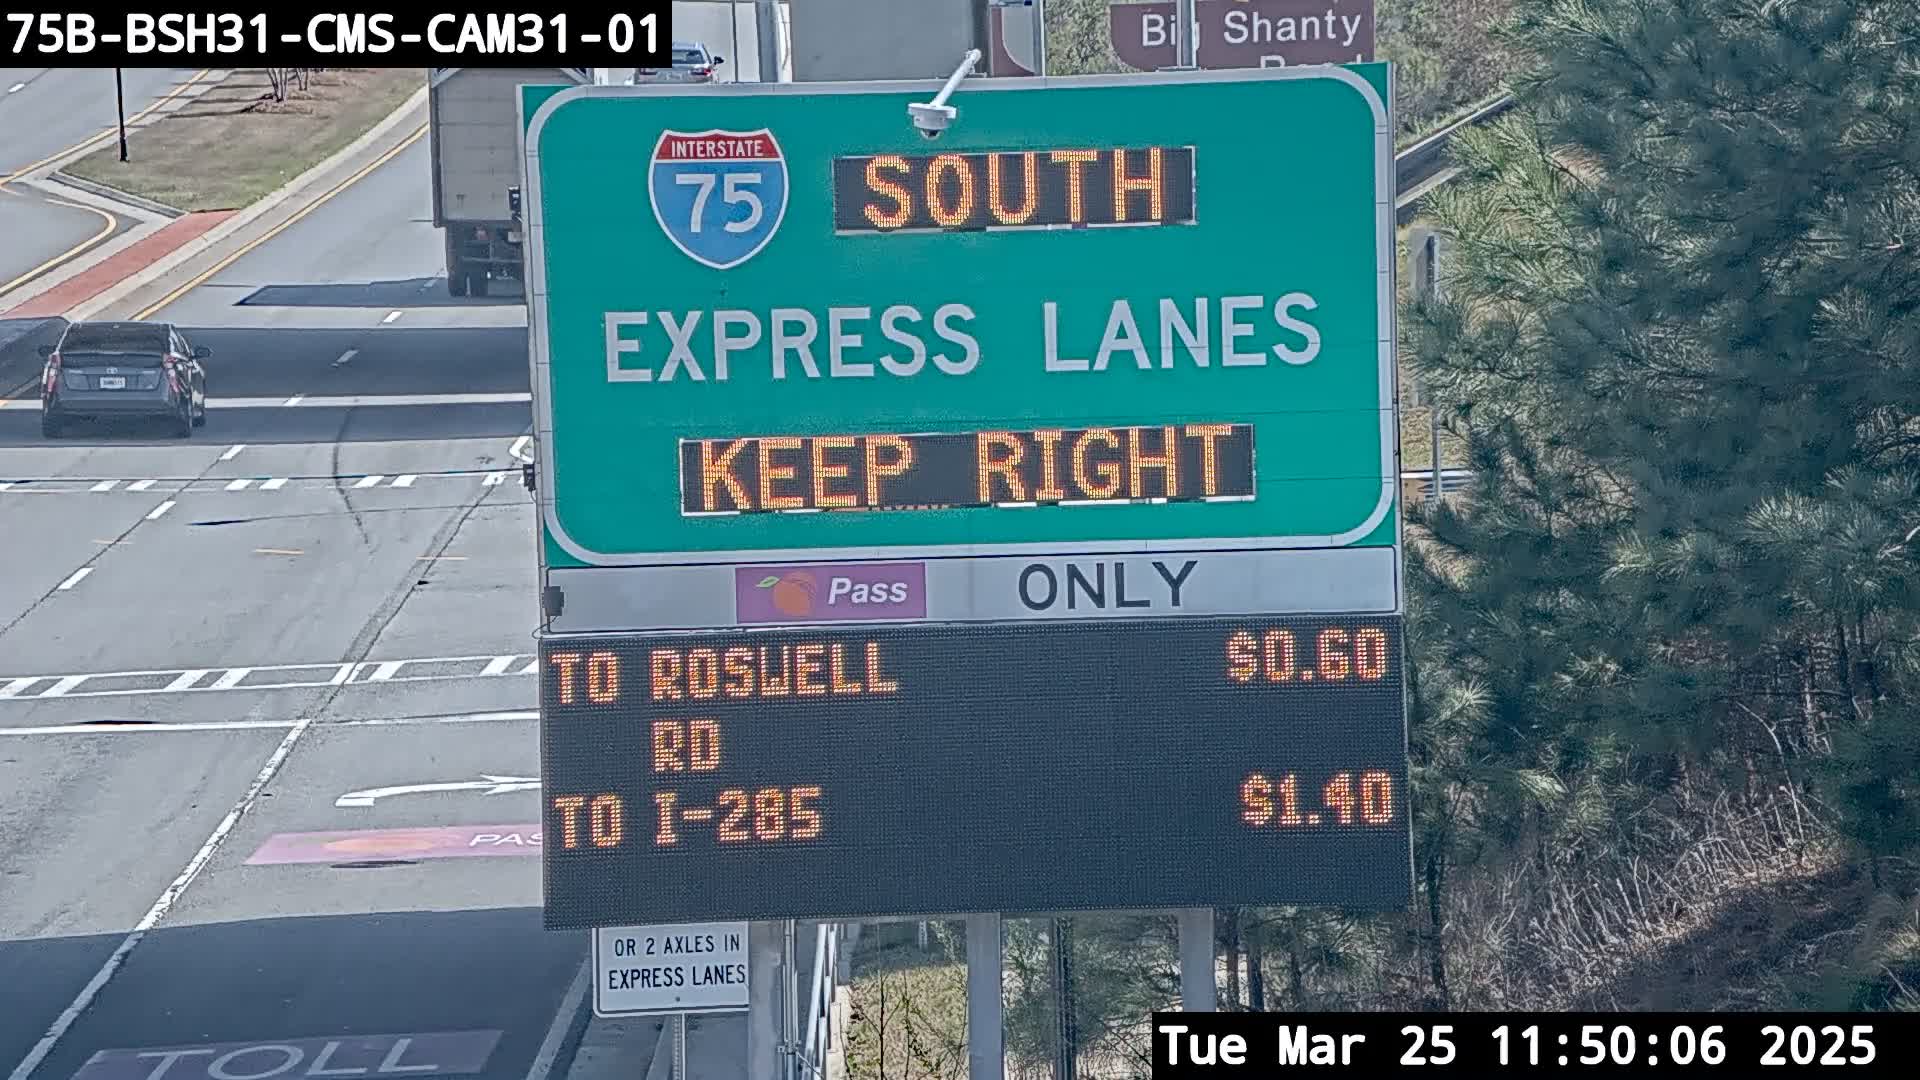 75B-BSH31-CMS-CAM31-01
Big Shanty
Road
INTERSTATE
75
SOUTH
EXPRESS LANES
KEEP RIGHT
Pass ONLY
TO ROSWELL $0.60
RD
TO I-285 $1.40
PAS
OR 2 AXLES IN
EXPRESS LANES
TOLL
Tue Mar 25 11:50:06 2025